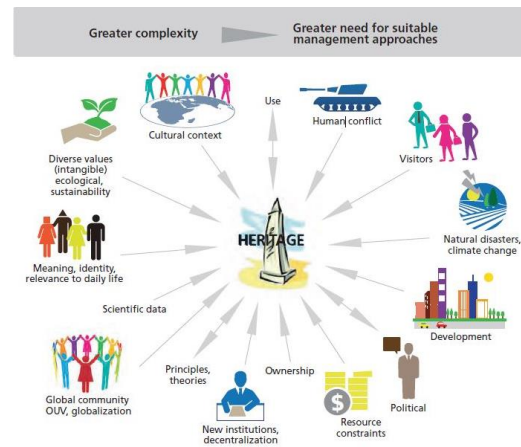 Greater complexity
Greater need for suitable
management approaches
Use
Cultural context
Human conflict
Diverse values
(intangible)
ecological,
sustainability
Visitors
HERITAGE
Natural disasters,
climate change
Meaning, identity,
relevance to daily life
Scientific data
Development
Global community
OUV, globalization
Principles,
theories
Ownership
New institutions,
decentralization
$
Resource
constraints
Political